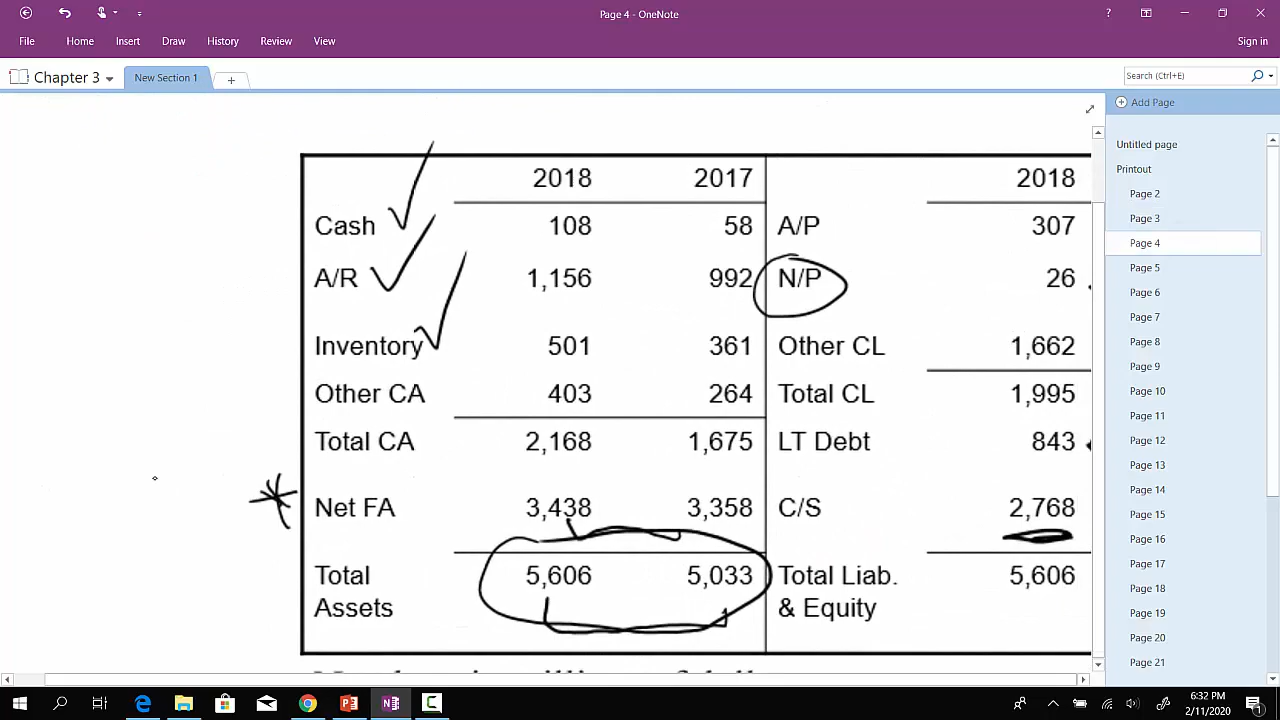 Page 4 - OneNote
File Home Insert Draw History Review View
Sign in
Chapter 3
New Section 1
Search (Ctrl+E)
Add Page
Untitled page
Printout
Page 2
Page 3
Page 4
Page 5
Page 6
Page 7
Page 8
Page 9
Page 10
Page 11
Page 12
Page 13
Page 14
Page 15
Page 16
Page 17
Page 18
Page 19
Page 20
Page 21
2018 2017 2018
Cash 108 58 A/P 307
A/R 1,156 992 N/P 26
Inventory 501 361 Other CL 1,662
Other CA 403 264 Total CL 1,995
Total CA 2,168 1,675 LT Debt 843
Net FA 3,438 3,358 C/S 2,768
Total 5,606 5,033 Total Liab. 5,606
Assets & Equity
6:32 PM
2/11/2020